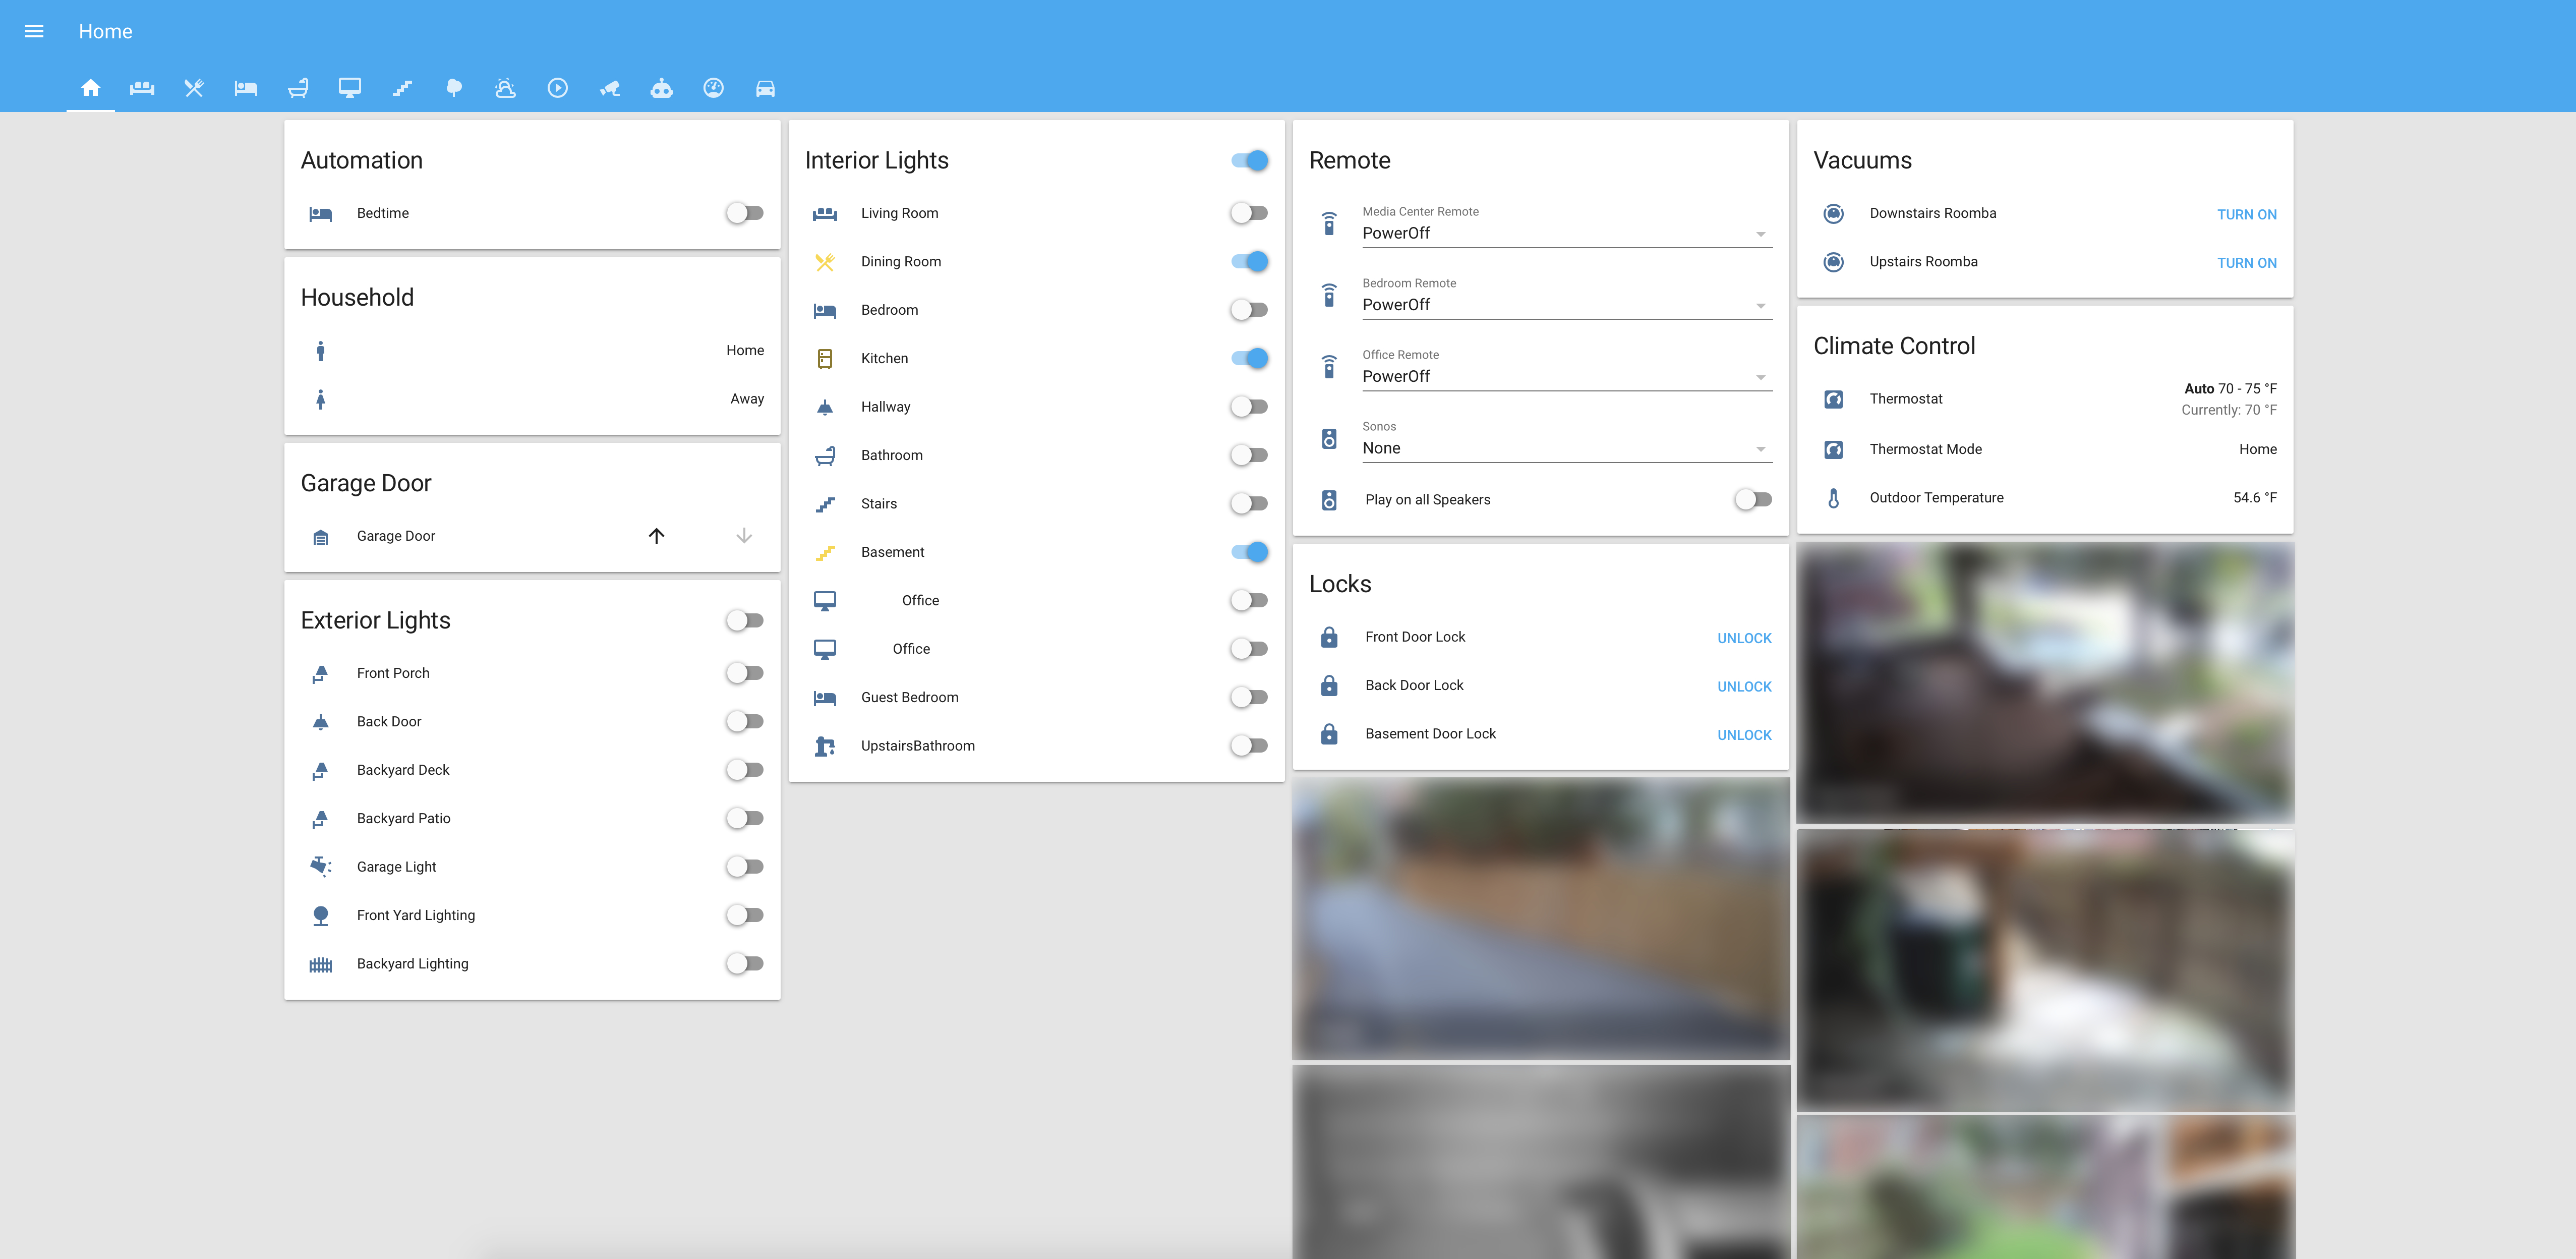 Home
Automation
Bedtime
Household
Home
Away
Garage Door
Garage Door
Exterior Lights
Front Porch
Back Door
Backyard Deck
Backyard Patio
Garage Light
Front Yard Lighting
Backyard Lighting
Interior Lights
Living Room
Dining Room
Bedroom
Kitchen
Hallway
Bathroom
Stairs
Basement
Office
Office
Guest Bedroom
UpstairsBathroom
Remote
Media Center Remote
PowerOff
Bedroom Remote
PowerOff
Office Remote
PowerOff
Sonos
None
Play on all Speakers
Locks
Front Door Lock UNLOCK
Back Door Lock UNLOCK
Basement Door Lock UNLOCK
Vacuums
Downstairs Roomba TURN ON
Upstairs Roomba TURN ON
Climate Control
Thermostat Auto 70 - 75 °F
Currently: 70 °F
Thermostat Mode Home
Outdoor Temperature 54.6 °F